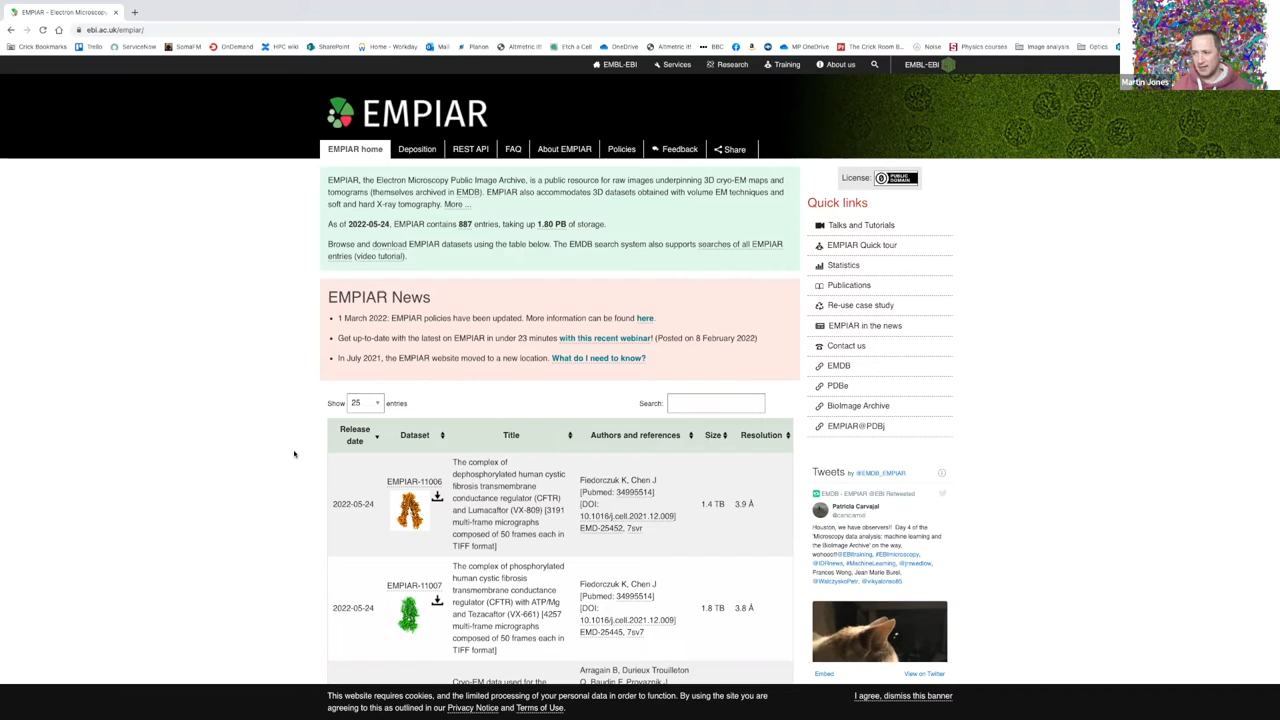 EMPIAR - Electron Microscopy
ebi.ac.uk/empiar/
Crick Bookmarks Trello ServiceNow SomaFM OnDemand HPC wiki SharePoint Home - Workday Mail Planon Altmetric it! Etch a Cell OneDrive Altmetric it! BBC MP OneDrive The Crick Room B... Noise Physics courses Image analysis Optics
Martin Jones
EMBL-EBI Services Research Training About us EMBL-EBI
EMPIAR
EMPIAR home Deposition REST API FAQ About EMPIAR Policies Feedback Share
EMPIAR, the Electron Microscopy Public Image Archive, is a public resource for raw images underpinning 3D cryo-EM maps and
tomograms (themselves archived in EMDB). EMPIAR also accommodates 3D datasets obtained with volume EM techniques and
soft and hard X-ray tomography. More ...
As of 2022-05-24, EMPIAR contains 887 entries, taking up 1.80 PB of storage.
Browse and download EMPIAR datasets using the table below. The EMDB search system also supports searches of all EMPIAR
entries (video tutorial).
EMPIAR News
• 1 March 2022: EMPIAR policies have been updated. More information can be found here.
• Get up-to-date with the latest on EMPIAR in under 23 minutes with this recent webinar! (Posted on 8 February 2022)
• In July 2021, the EMPIAR website moved to a new location. What do I need to know?
Show 25 entries Search:
Release date Dataset Title Authors and references Size Resolution
2022-05-24
EMPIAR-11006
The complex of
dephosphorylated human cystic
fibrosis transmembrane
conductance regulator (CFTR)
and Lumacaftor (VX-809) [3191
multi-frame micrographs
composed of 50 frames each in
TIFF format]
Fiedorczuk K, Chen J
[Pubmed: 34995514]
[DOI:
10.1016/j.cell.2021.12.009]
EMD-25452, 7svr
1.4 TB 3.9 Å
2022-05-24
EMPIAR-11007
The complex of phosphorylated
human cystic fibrosis
transmembrane conductance
regulator (CFTR) with ATP/Mg
and Tezacaftor (VX-661) [4257
multi-frame micrographs
composed of 50 frames each in
TIFF format]
Fiedorczuk K, Chen J
[Pubmed: 34995514]
[DOI:
10.1016/j.cell.2021.12.009]
EMD-25445, 7sv7
1.8 TB 3.8 Å
Cryo-EM data used for the
Arragain B, Durieux Trouilleton
Q, Baudin F, Provaznik J,
License: PUBLIC DOMAIN
Quick links
Talks and Tutorials
EMPIAR Quick tour
Statistics
Publications
Re-use case study
EMPIAR in the news
Contact us
EMDB
PDBe
BioImage Archive
EMPIAR@PDBj
Tweets by @EMDB_EMPIAR
EMDB - EMPIAR @EBI Retweeted
Patricia Carvajal
@cancarvil
Houston, we have observers!! Day 4 of the
'Microscopy data analysis: machine learning and
the BioImage Archive' on the way,
wohooo!!@EBItraining, #EBImicroscopy,
@IDRnews, #MachineLearning, @jrswedlow,
Frances Wong, Jean Marie Burel,
@WalczyskoPetr, @vikyalonso85
Embed View on Twitter
This website requires cookies, and the limited processing of your personal data in order to function. By using the site you are
agreeing to this as outlined in our Privacy Notice and Terms of Use.
I agree, dismiss this banner